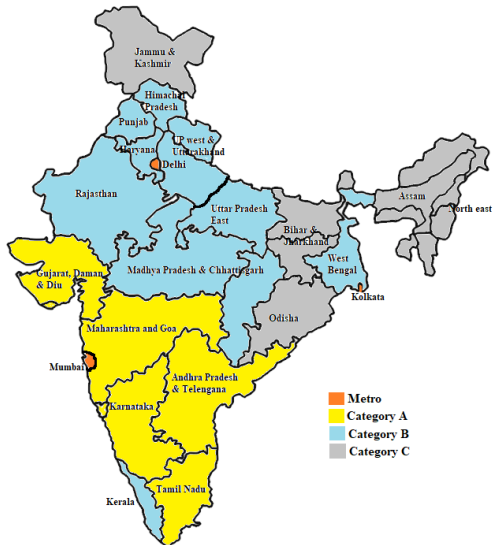 Jammu &
Kashmir
Himachal
Pradesh
Punjab
UP west &
Uttarakhand
Haryana
Delhi
Rajasthan
Assam
North east
Uttar Pradesh
East
Bihar &
Jharkhand
Gujarat, Daman
& Diu
Madhya Pradesh & Chhattisgarh
West
Bengal
Kolkata
Maharashtra and Goa
Odisha
Mumbai
Andhra Pradesh
& Telengana
Karnataka
Metro
Category A
Category B
Category C
Tamil Nadu
Kerala